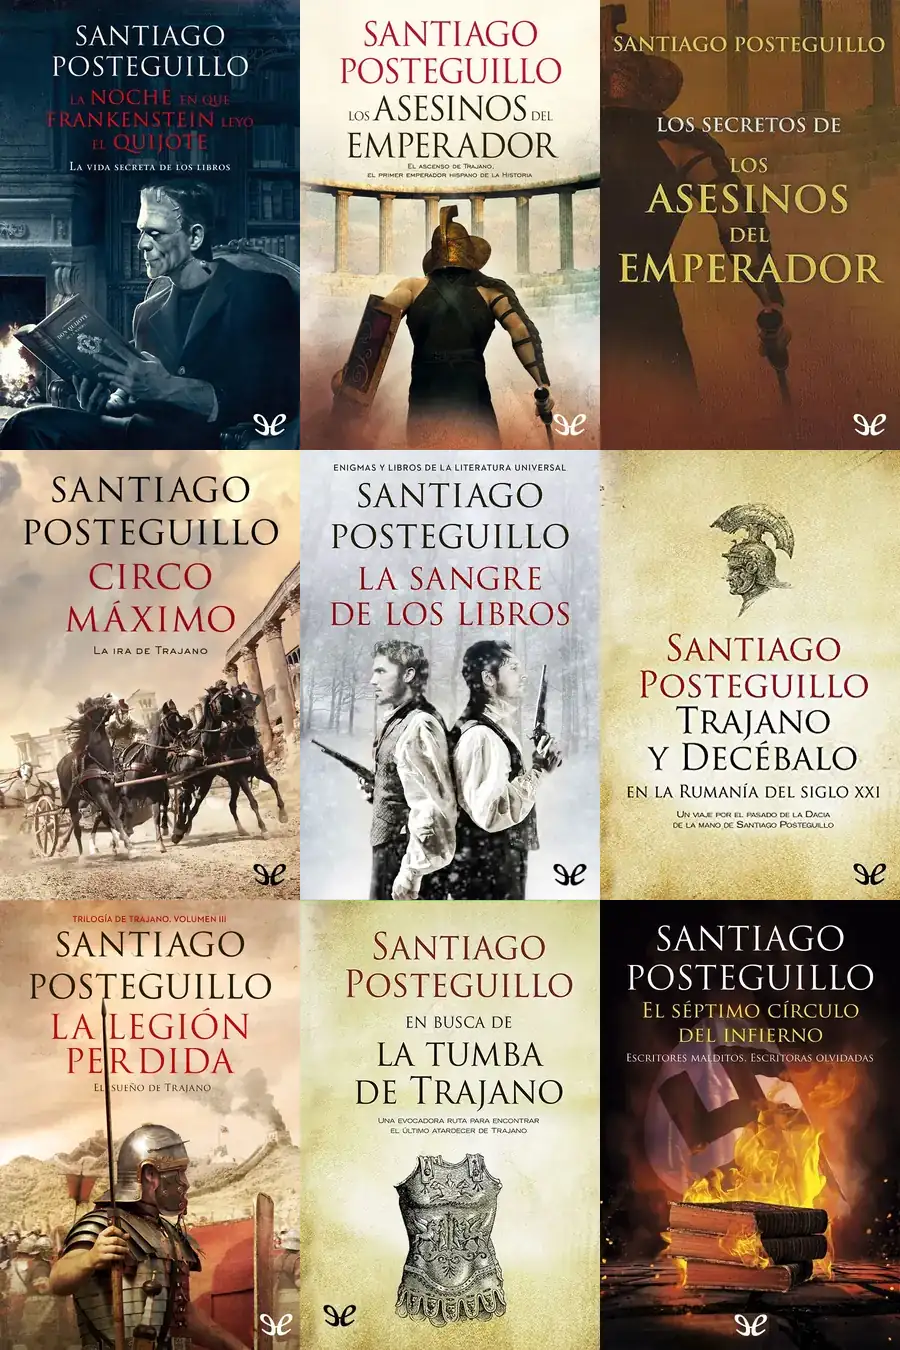 SANTIAGO
POSTEGUILLO
LA NOCHE EN QUE
FRANKENSTEIN LEYÓ
EL QUIJOTE
LA VIDA SECRETA DE LOS LIBROS
DON QUIJOTE
SANTIAGO
POSTEGUILLO
LOS ASESINOS DEL
EMPERADOR
EL ASCENSO DE TRAJANO,
EL PRIMER EMPERADOR HISPANO DE LA HISTORIA
SANTIAGO POSTEGUILLO
LOS SECRETOS DE
LOS
ASESINOS
DEL
EMPERADOR
SANTIAGO
POSTEGUILLO
CIRCO
MÁXIMO
LA IRA DE TRAJANO
ENIGMAS Y LIBROS DE LA LITERATURA UNIVERSAL
SANTIAGO
POSTEGUILLO
LA SANGRE
DE LOS LIBROS
SANTIAGO
POSTEGUILLO
TRAJANO
Y DECÉBALO
EN LA RUMANÍA DEL SIGLO XXI
UN VIAJE POR EL PASADO DE LA DACIA
DE LA MANO DE SANTIAGO POSTEGUILLO
TRILOGÍA DE TRAJANO. VOLUMEN III
SANTIAGO
POSTEGUILLO
LA LEGIÓN
PERDIDA
EL SUEÑO DE TRAJANO
SANTIAGO
POSTEGUILLO
EN BUSCA DE
LA TUMBA
DE TRAJANO
UNA EVOCADORA RUTA PARA ENCONTRAR
EL ÚLTIMO ATARDECER DE TRAJANO
SANTIAGO
POSTEGUILLO
EL SÉPTIMO CÍRCULO
DEL INFIERNO
ESCRITORES MALDITOS, ESCRITORAS OLVIDADAS